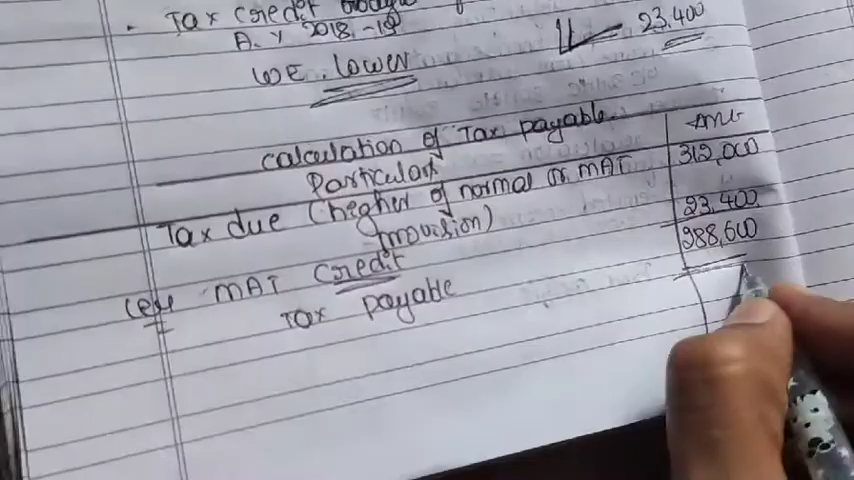 Tax credit
A.Y 2018-19
23,400
W.E. Lower
Calculation of Tax payable.
Particulars
Amt
Tax due (higher of normal or MAT provision)
312,000
Less MAT Credit
23,400
Tax payable
288,600